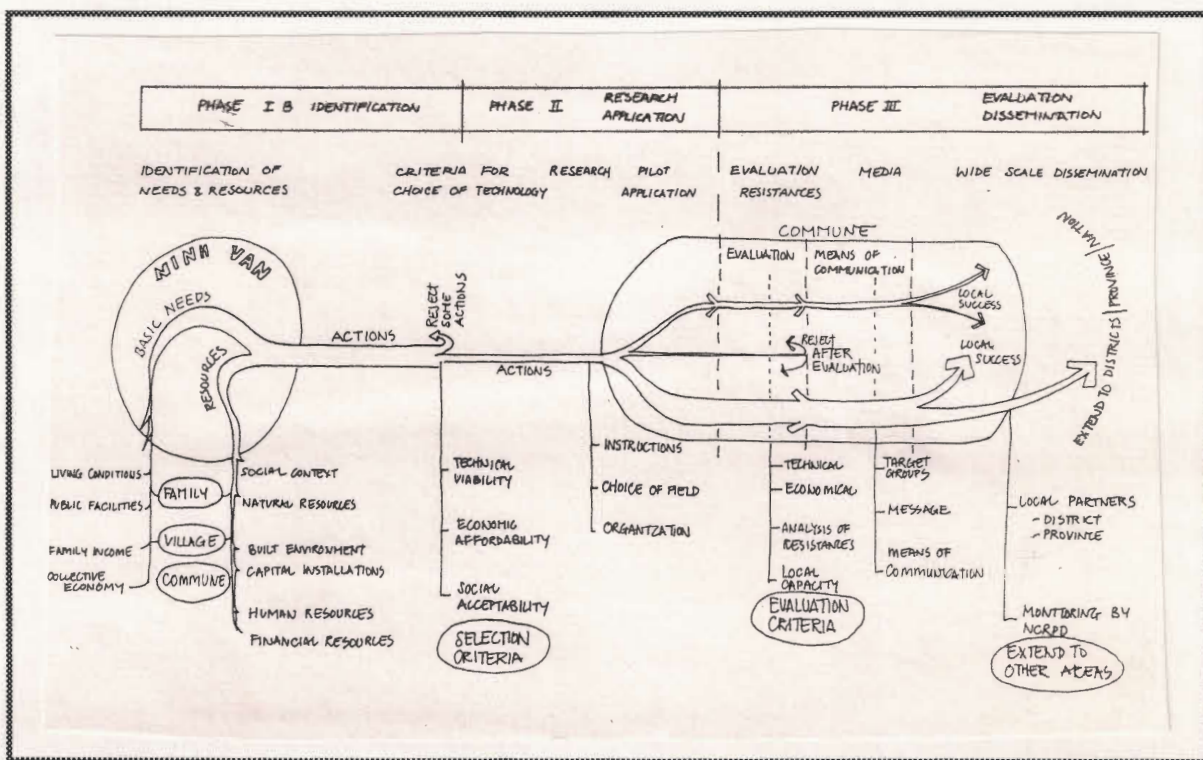 PHASE I B IDENTIFICATION
PHASE II
RESEARCH
APPLICATION
PHASE III
EVALUATION
DISSEMINATION
IDENTIFICATION OF
NEEDS & RESOURCES
CRITERIA FOR
CHOICE OF TECHNOLOGY
RESEARCH
PILOT
APPLICATION
EVALUATION
RESISTANCES
MEDIA
WIDE SCALE DISSEMINATION
NINH VAN
BASIC NEEDS
RESOURCES
ACTIONS
REJECT
SOME
ACTIONS
ACTIONS
COMMUNE
EVALUATION
MEANS OF
COMMUNICATION
LOCAL
SUCCESS
REJECT
AFTER
EVALUATION
LOCAL
SUCCESS
EXTEND TO DISTRICTS | PROVINCE | NATION
LIVING CONDITIONS
PUBLIC FACILITIES
FAMILY INCOME
COLLECTIVE
ECONOMY
FAMILY
VILLAGE
COMMUNE
SOCIAL CONTEXT
NATURAL RESOURCES
BUILT ENVIRONMENT
CAPITAL INSTALLATIONS
HUMAN RESOURCES
FINANCIAL RESOURCES
TECHNICAL
VIABILITY
ECONOMIC
AFFORDABILITY
SOCIAL
ACCEPTABILITY
SELECTION
CRITERIA
INSTRUCTIONS
CHOICE OF FIELD
ORGANTZATION
TECHNICAL
ECONOMICAL
ANALYSIS OF
RESISTANCES
LOCAL
CAPACITY
EVALUATION
CRITERIA
TARGET
GROUPS
MESSAGE
MEANS OF
COMMUNICATION
LOCAL PARTNERS
- DISTRICT
- PROVINCE
MONITORING BY
NCRPD
EXTEND TO
OTHER AREAS